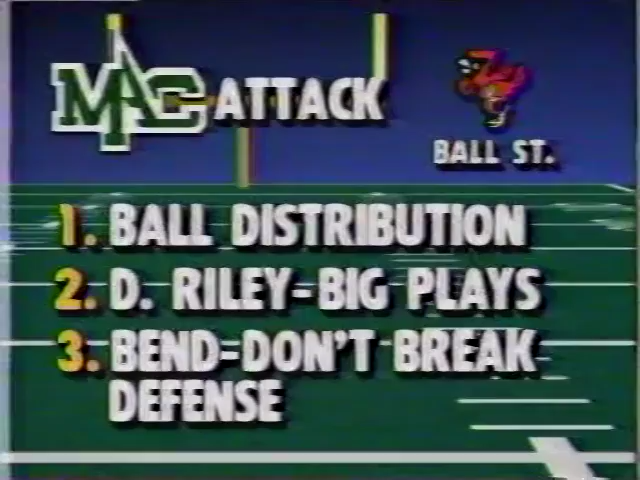 MAC ATTACK
BALL ST.
1. BALL DISTRIBUTION
2. D. RILEY-BIG PLAYS
3. BEND-DON'T BREAK
DEFENSE